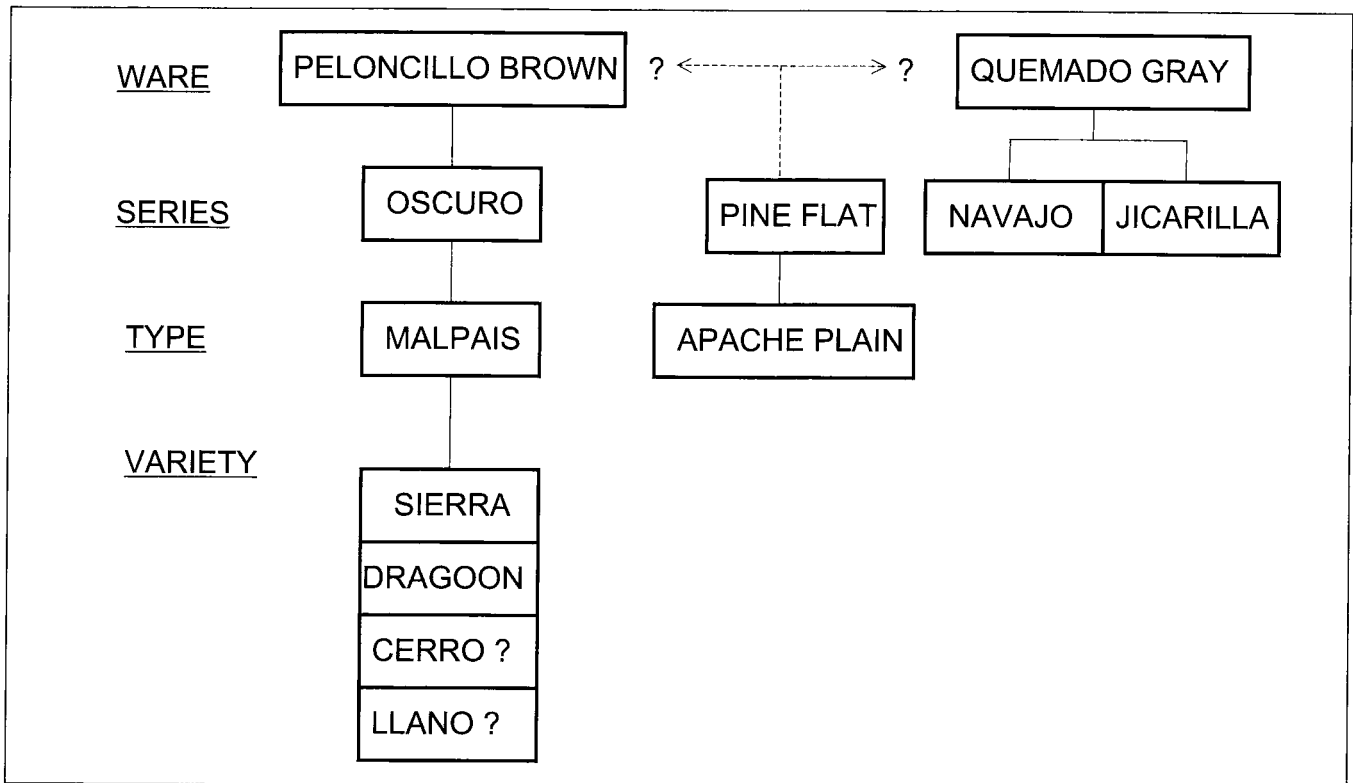 WARE PELONCILLO BROWN ? ? QUEMADO GRAY
SERIES OSCURO PINE FLAT NAVAJO JICARILLA
TYPE MALPAIS APACHE PLAIN
VARIETY
SIERRA
DRAGOON
CERRO ?
LLANO ?